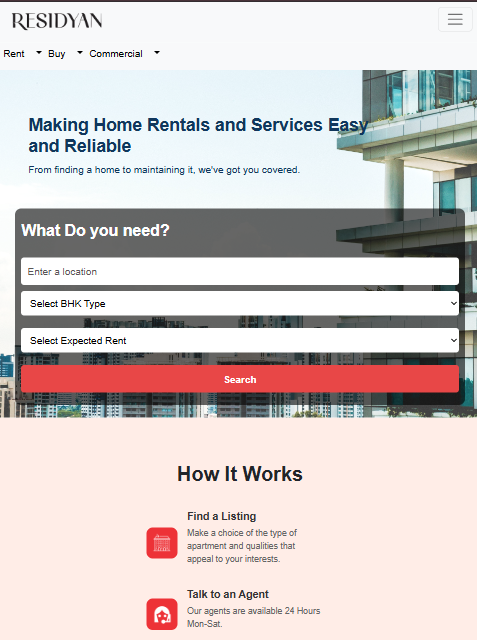 RESIDYAN
Rent Buy Commercial
Making Home Rentals and Services Easy
and Reliable
From finding a home to maintaining it, we've got you covered.
What Do you need?
Enter a location
Select BHK Type
Select Expected Rent
Search
How It Works
Find a Listing
Make a choice of the type of
apartment and qualities that
appeal to your interests.
Talk to an Agent
Our agents are available 24 Hours
Mon-Sat.